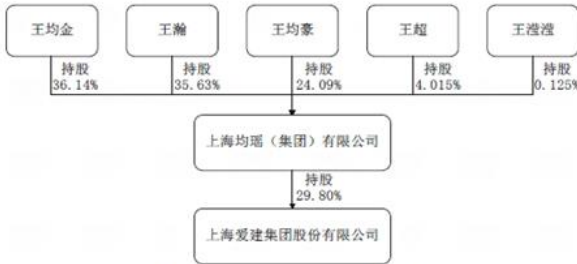 王均金
王瀚
王均豪
王超
王滢滢
持股
36.14%
持股
35.63%
持股
24.09%
持股
4.015%
持股
0.125%
上海均瑶（集团）有限公司
持股
29.80%
上海爱建集团股份有限公司